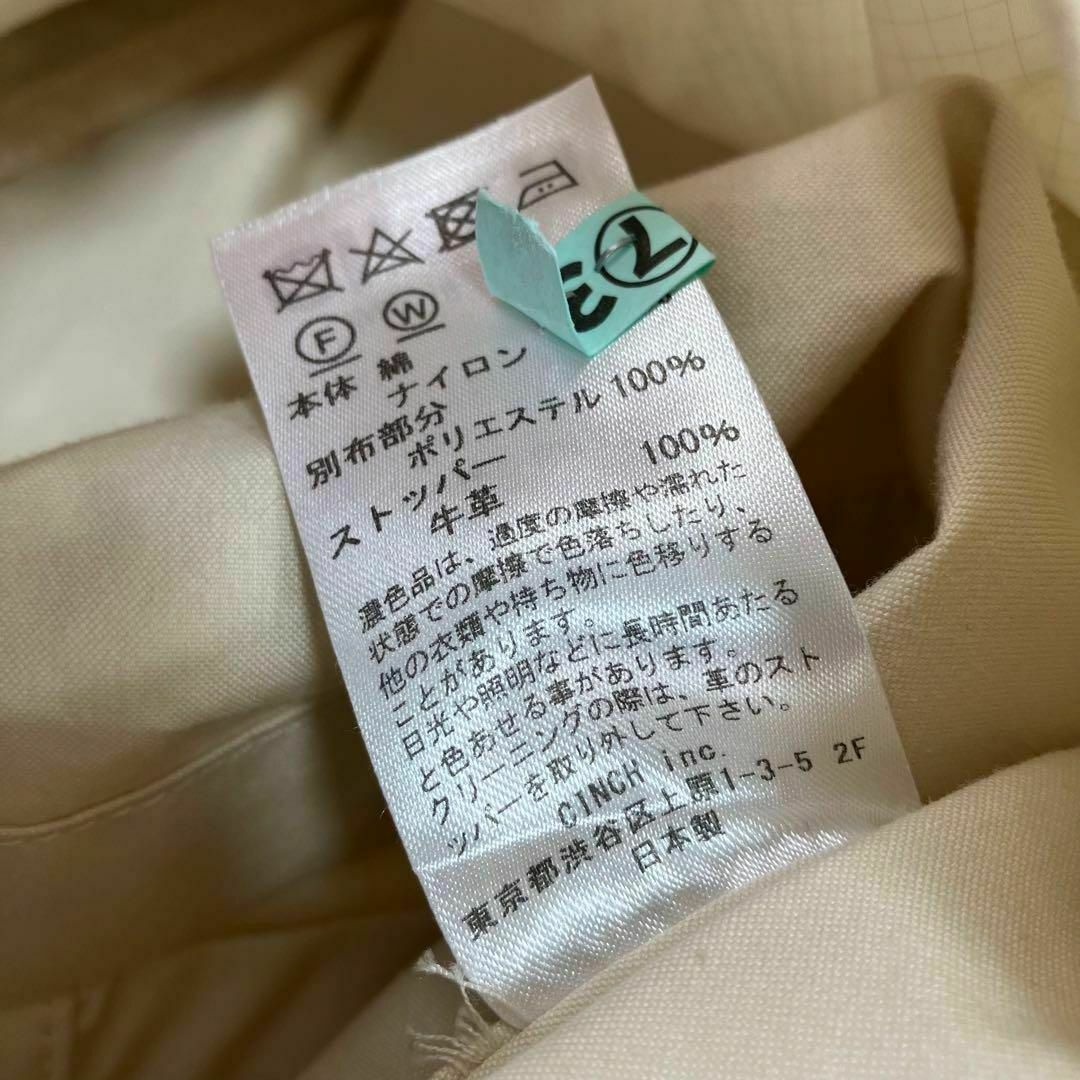 F W
本体 綿
ナイロン
別布部分
ポリエステル 100%
ストッパー
牛革 100%
濃色品は、過度の摩擦や濡れた
状態での摩擦で色落ちしたり、
他の衣類や持ち物に色移りする
ことがあります。
日光や照明などに長時間あたる
と色あせる事があります。
クリーニングの際は、革のスト
ッパーを取り外して下さい。
CINCH inc.
東京都渋谷区上原1-3-5 2F
日本製